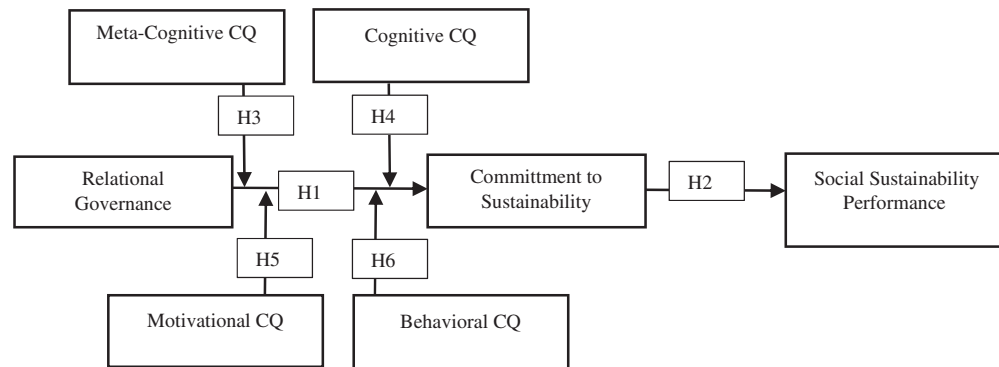 Meta-Cognitive CQ
Cognitive CQ
H3
H4
Relational
Governance
H1
Committment to
Sustainability
H2
Social Sustainability
Performance
H5
H6
Motivational CQ
Behavioral CQ